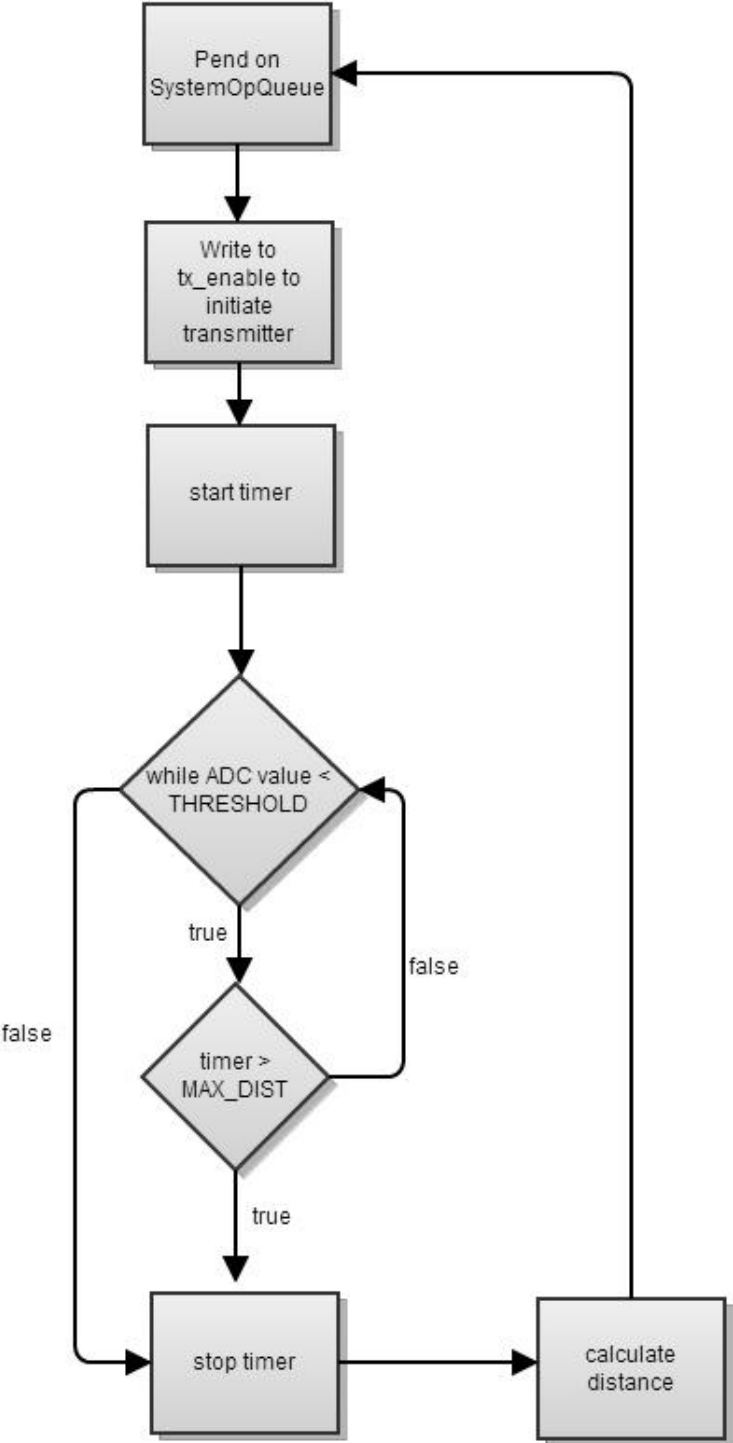 Pend on
SystemOpQueue
Write to
tx_enable to
initiate
transmitter
start timer
while ADC value <
THRESHOLD
true
false
false
timer >
MAX_DIST
true
stop timer
calculate
distance